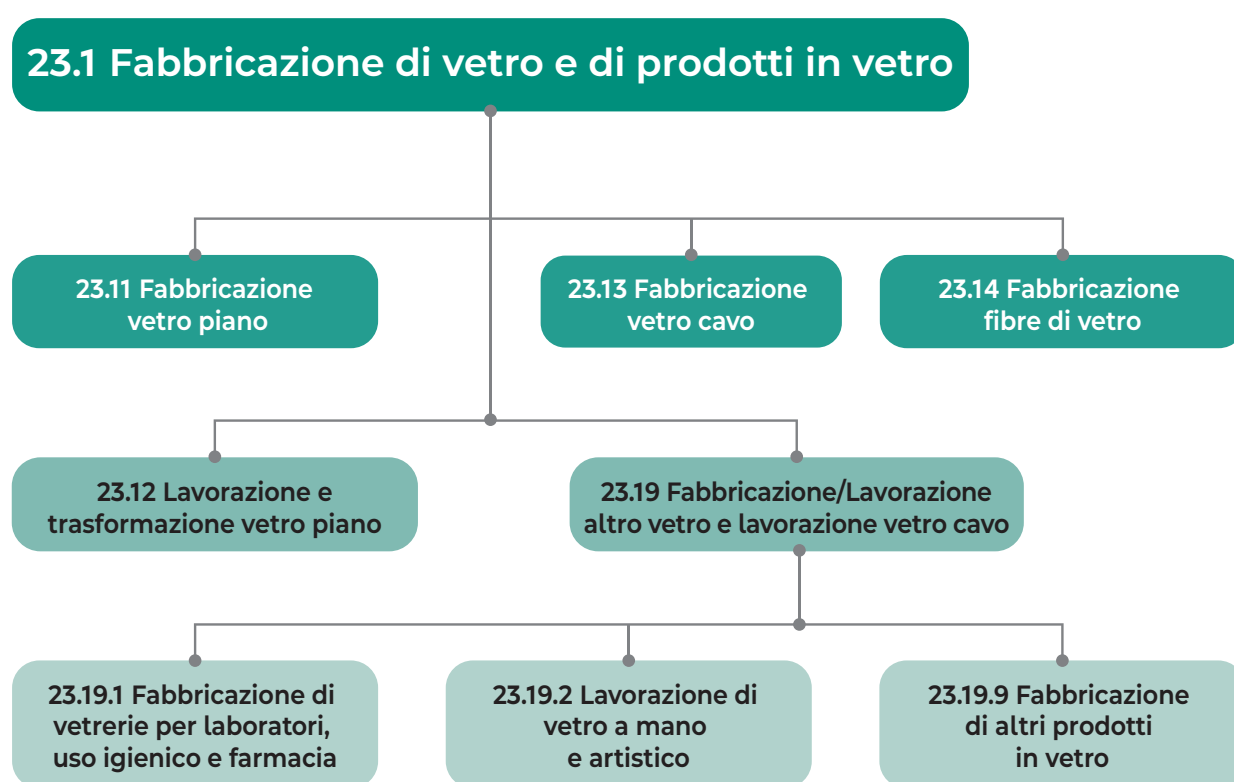 23.1 Fabbricazione di vetro e di prodotti in vetro
23.11 Fabbricazione
vetro piano
23.13 Fabbricazione
vetro cavo
23.14 Fabbricazione
fibre di vetro
23.12 Lavorazione e
trasformazione vetro piano
23.19 Fabbricazione/Lavorazione
altro vetro e lavorazione vetro cavo
23.19.1 Fabbricazione di
vetrerie per laboratori,
uso igienico e farmacia
23.19.2 Lavorazione di
vetro a mano
e artistico
23.19.9 Fabbricazione
di altri prodotti
in vetro